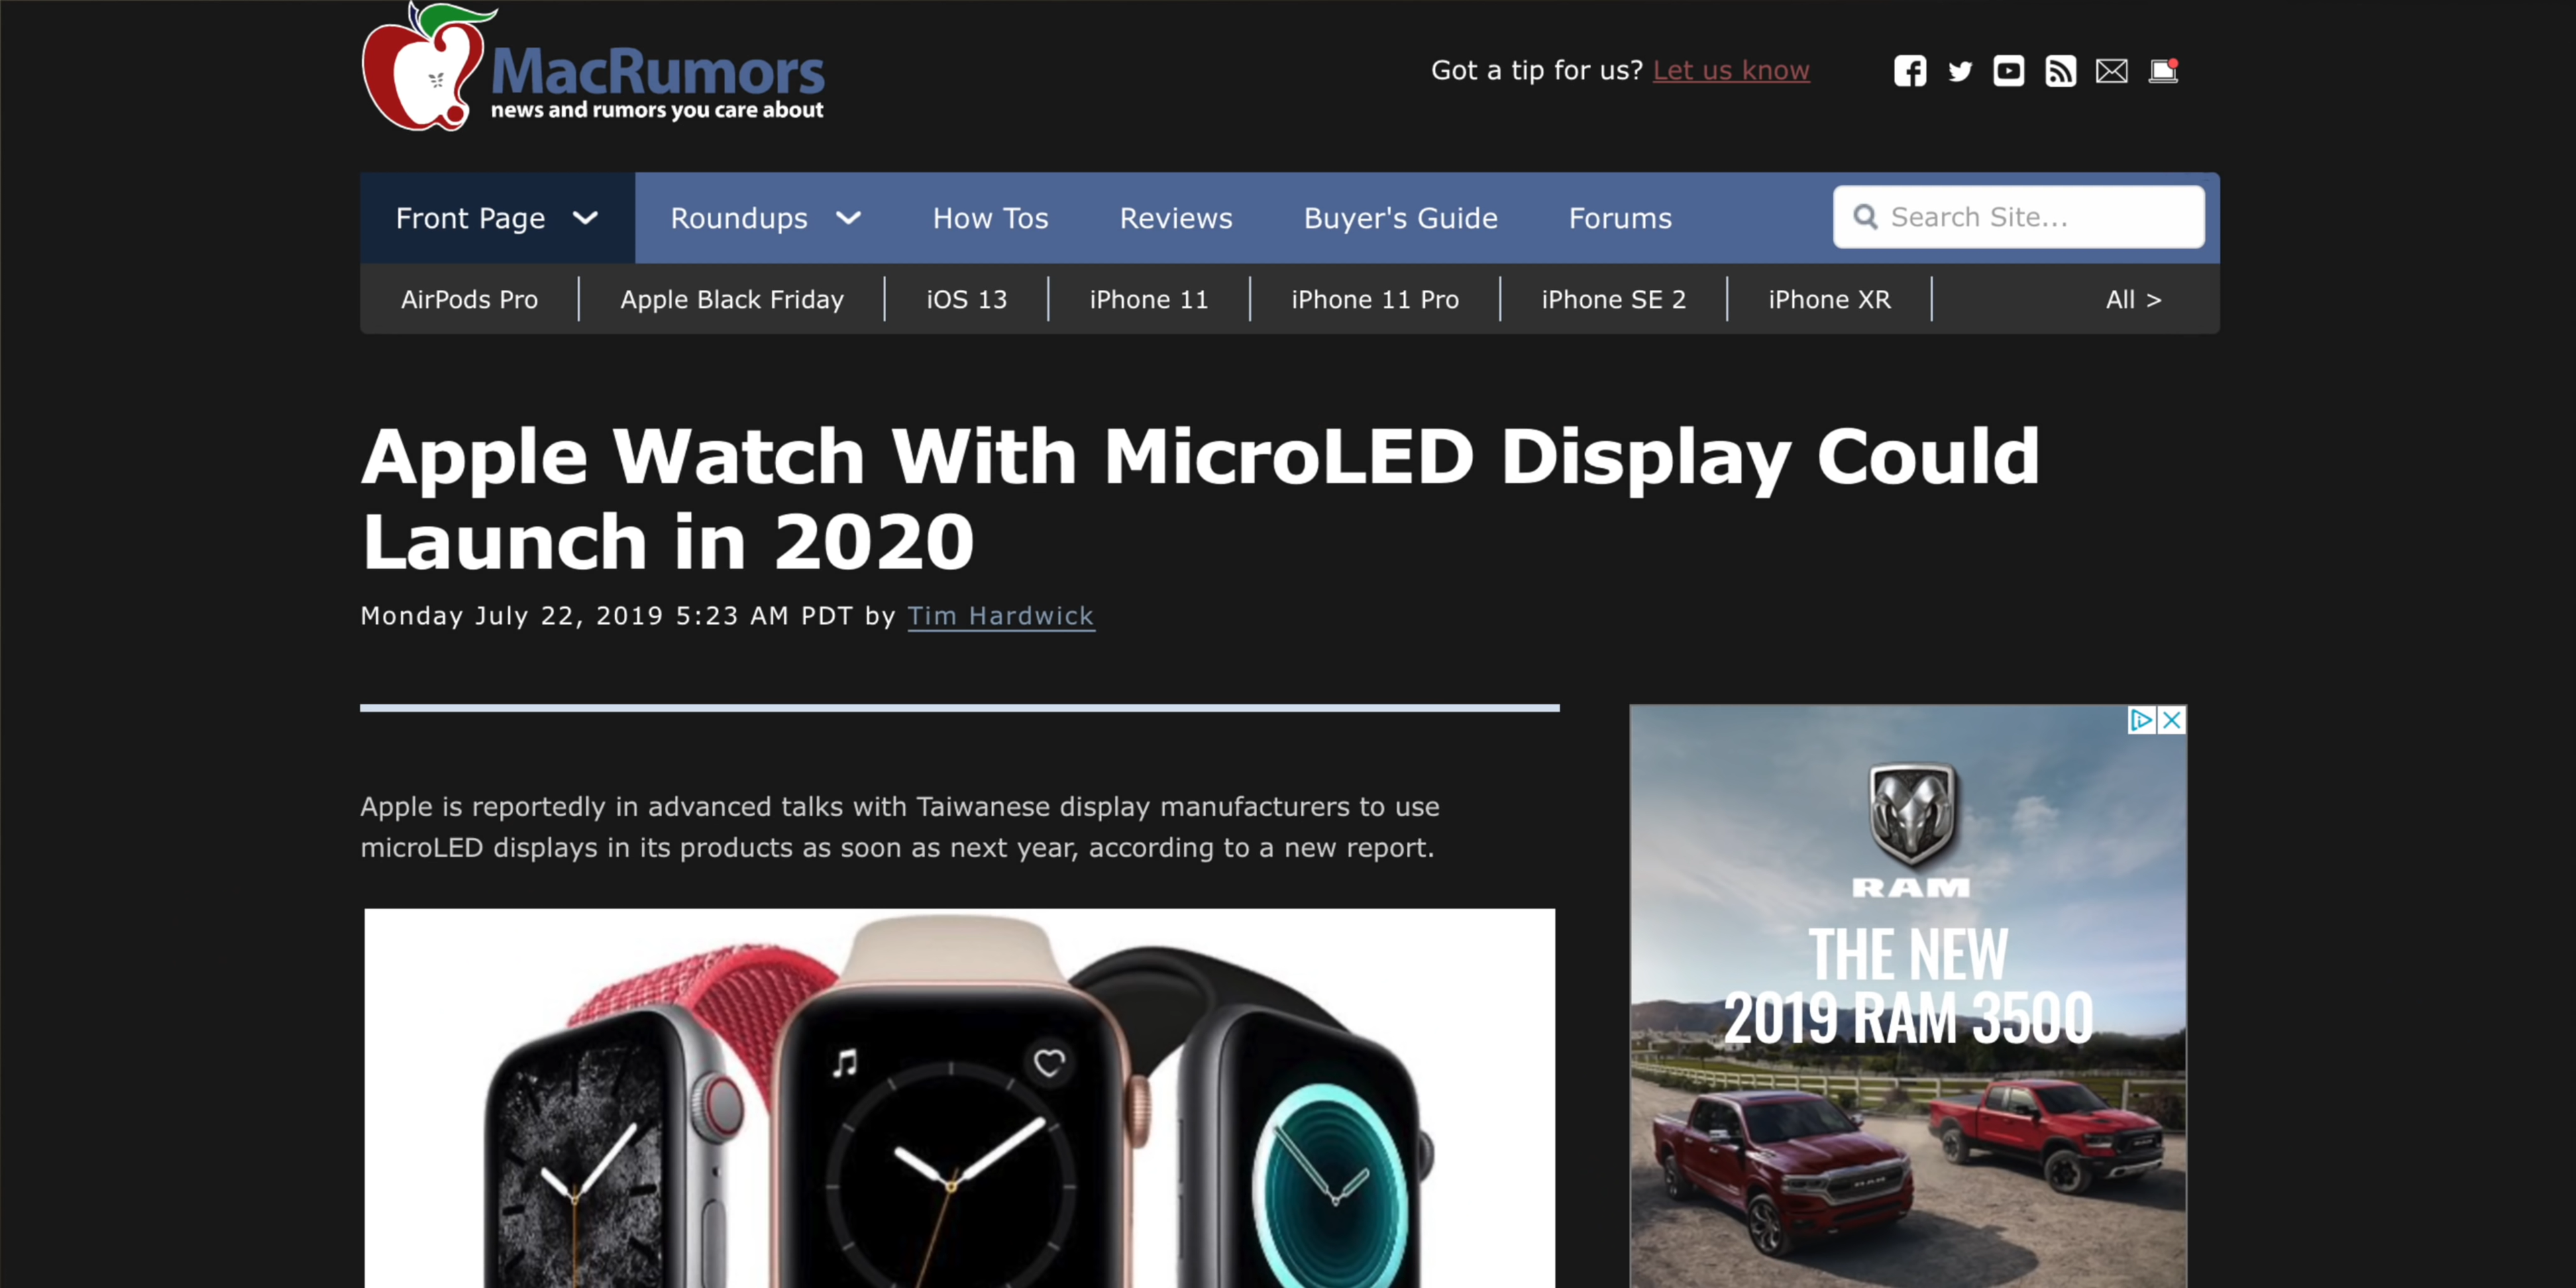 MacRumors
news and rumors you care about
Got a tip for us? Let us know
Front Page
Roundups
How Tos
Reviews
Buyer's Guide
Forums
Search Site...
AirPods Pro
Apple Black Friday
iOS 13
iPhone 11
iPhone 11 Pro
iPhone SE 2
iPhone XR
All >
Apple Watch With MicroLED Display Could
Launch in 2020
Monday July 22, 2019 5:23 AM PDT by Tim Hardwick
Apple is reportedly in advanced talks with Taiwanese display manufacturers to use
microLED displays in its products as soon as next year, according to a new report.
RAM
THE NEW
2019 RAM 3500